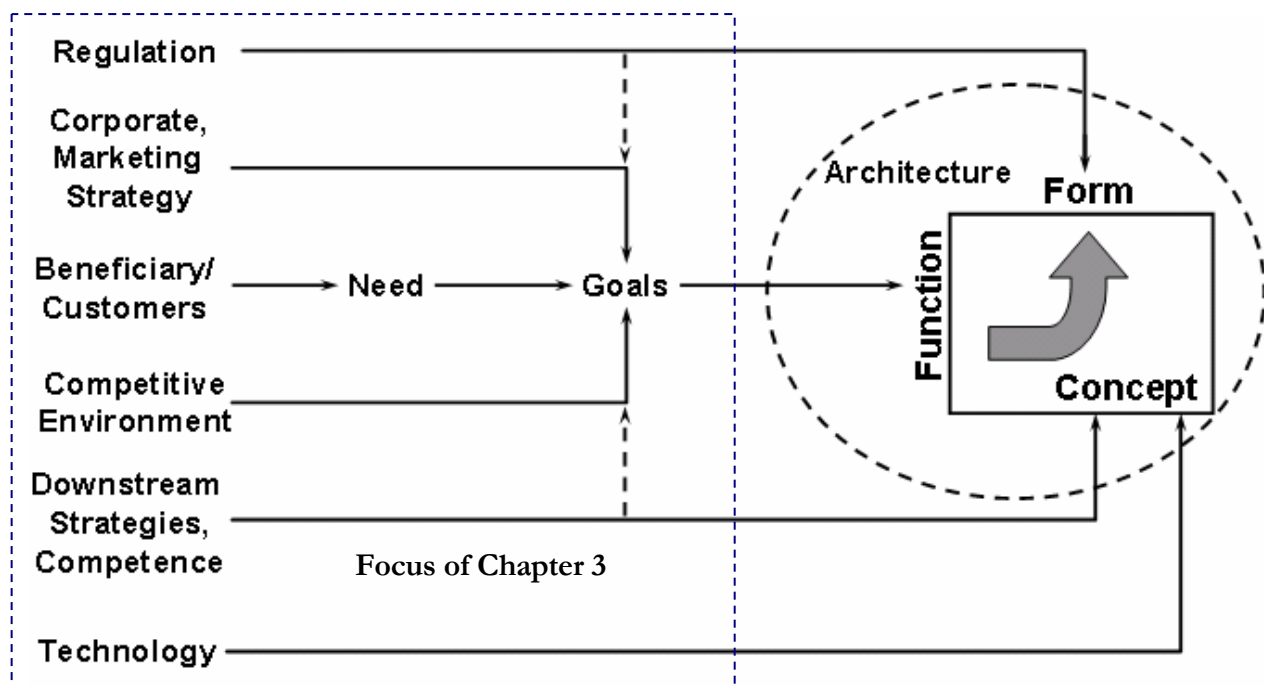 Regulation
Corporate,
Marketing
Strategy
Beneficiary/
Customers
Need
Goals
Competitive
Environment
Downstream
Strategies,
Competence
Focus of Chapter 3
Technology
Architecture
Form
Function
Concept